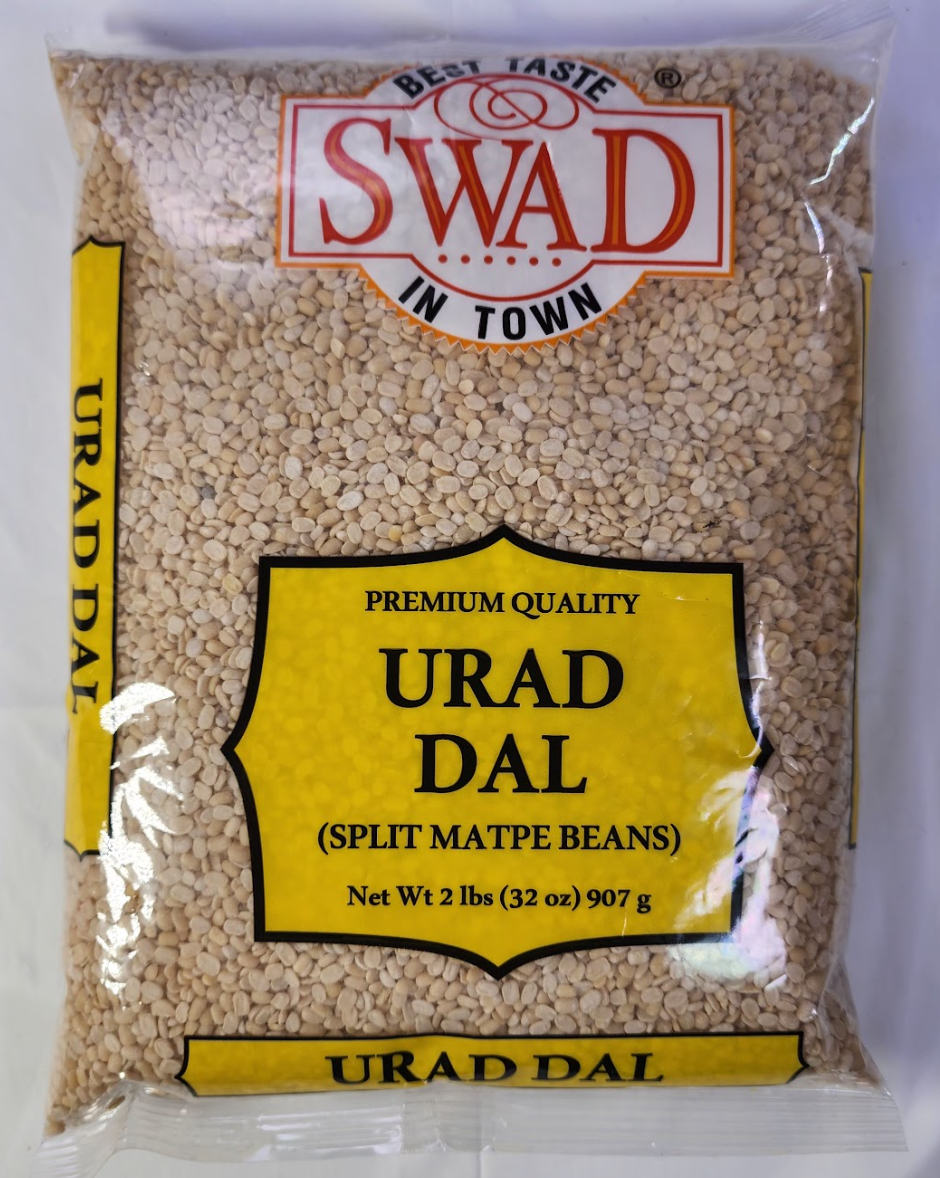 BEST TASTE
®
SWAD
IN TOWN
URAD DAL
PREMIUM QUALITY
URAD
DAL
(SPLIT MATPE BEANS)
Net Wt 2 lbs (32 oz) 907 g
URAD DAL